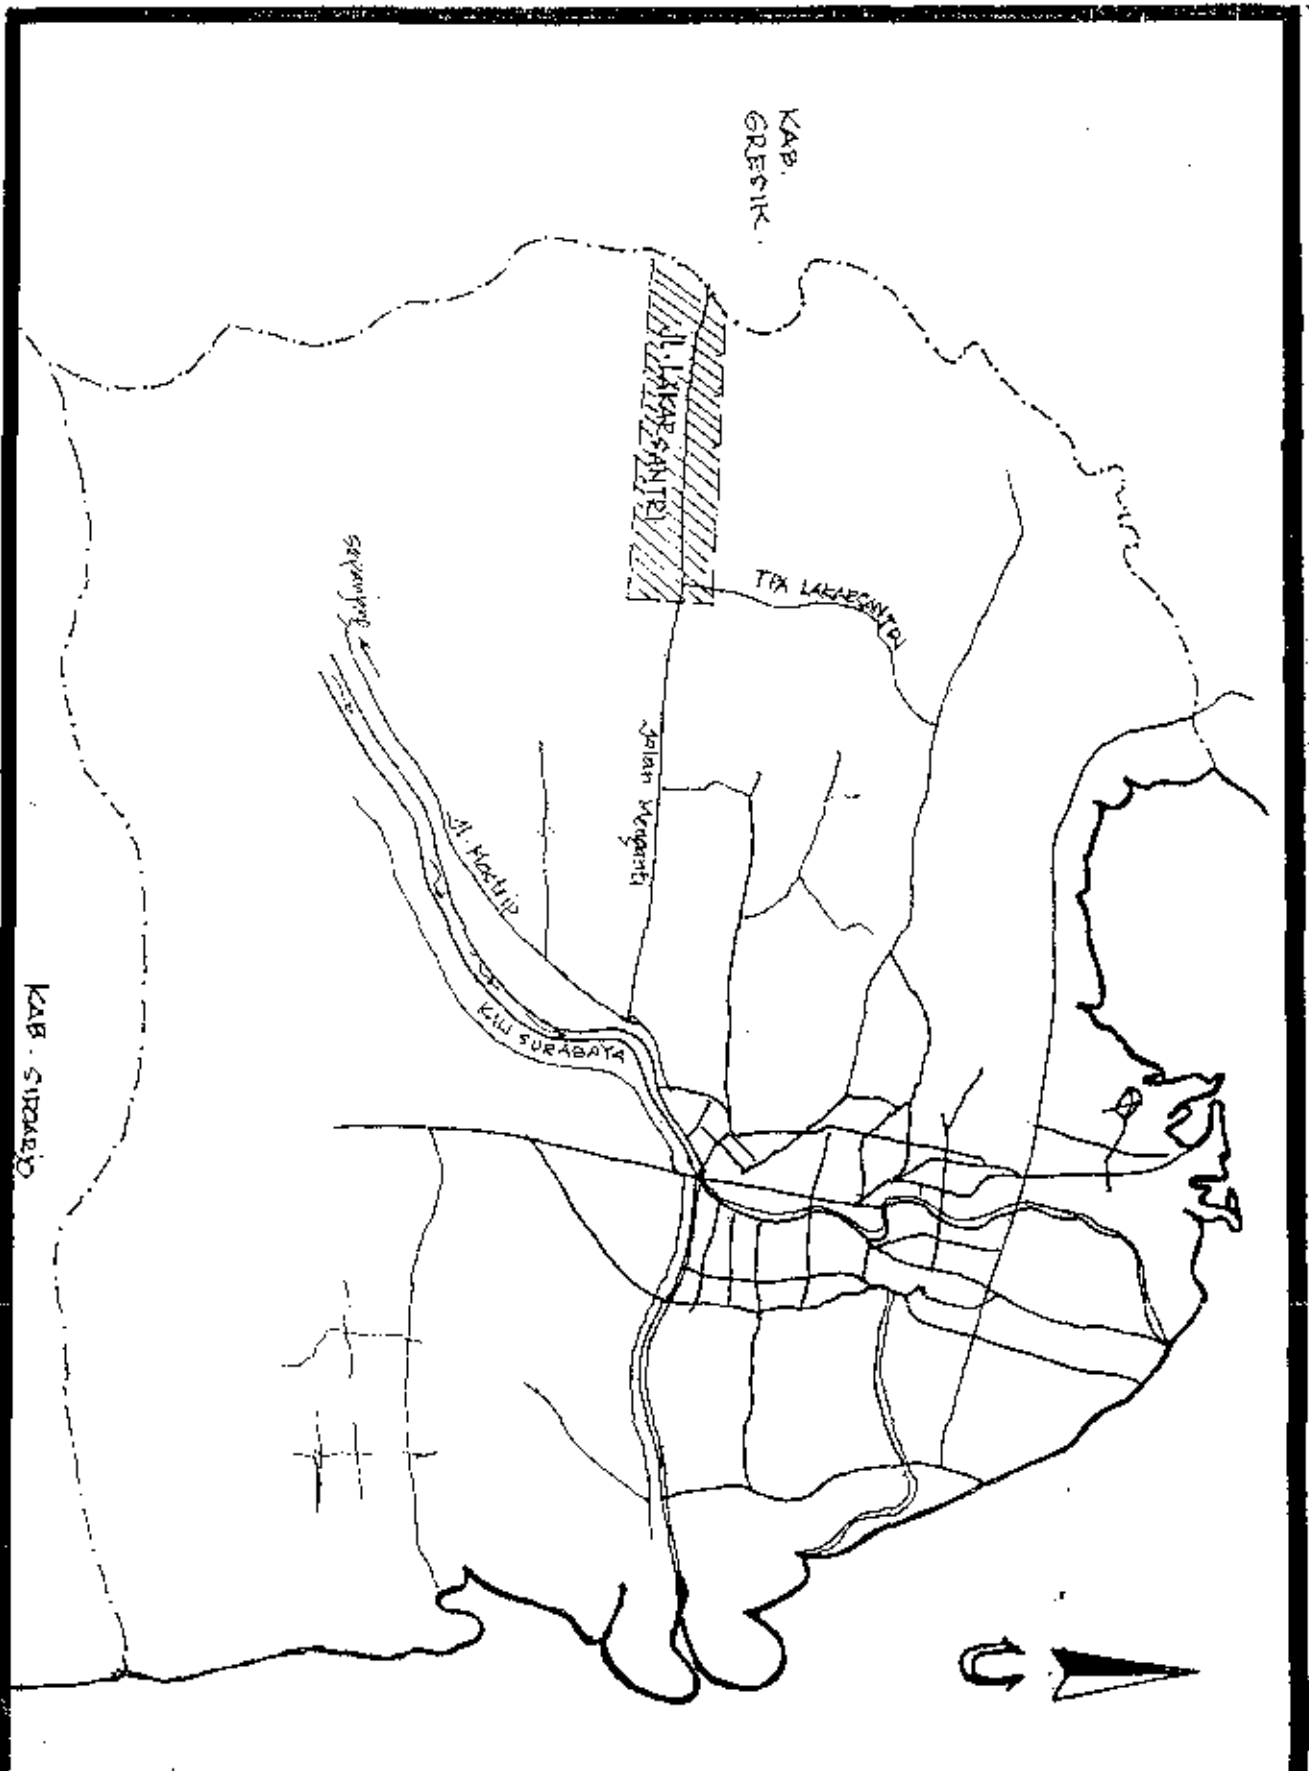 KAB.
GRESIK.
JL. LAKARSANTRI
TPA LAKARSANTRI
Jalan Menganti
Jl. Mastrip
KALI SURABAYA
KAB. SIDOARJO
U